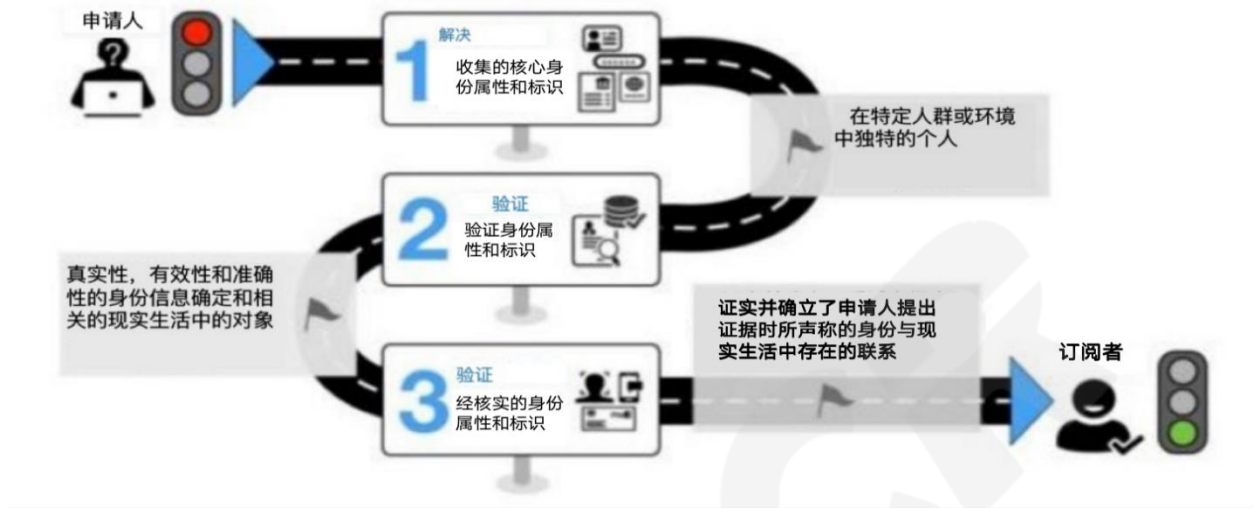 申请人
1
解决
收集的核心身
份属性和标识
在特定人群或环境
中独特的个人
2
验证
验证身份属
性和标识
真实性，有效性和准确
性的身份信息确定和相
关的现实生活中的对象
证实并确立了申请人提出
证据时所声称的身份与现
实生活中存在的联系
3
验证
经核实的身份
属性和标识
订阅者